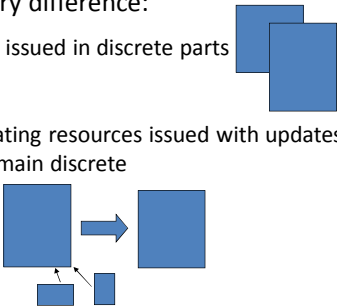 ry difference:
issued in discrete parts
ating resources issued with updates
main discrete